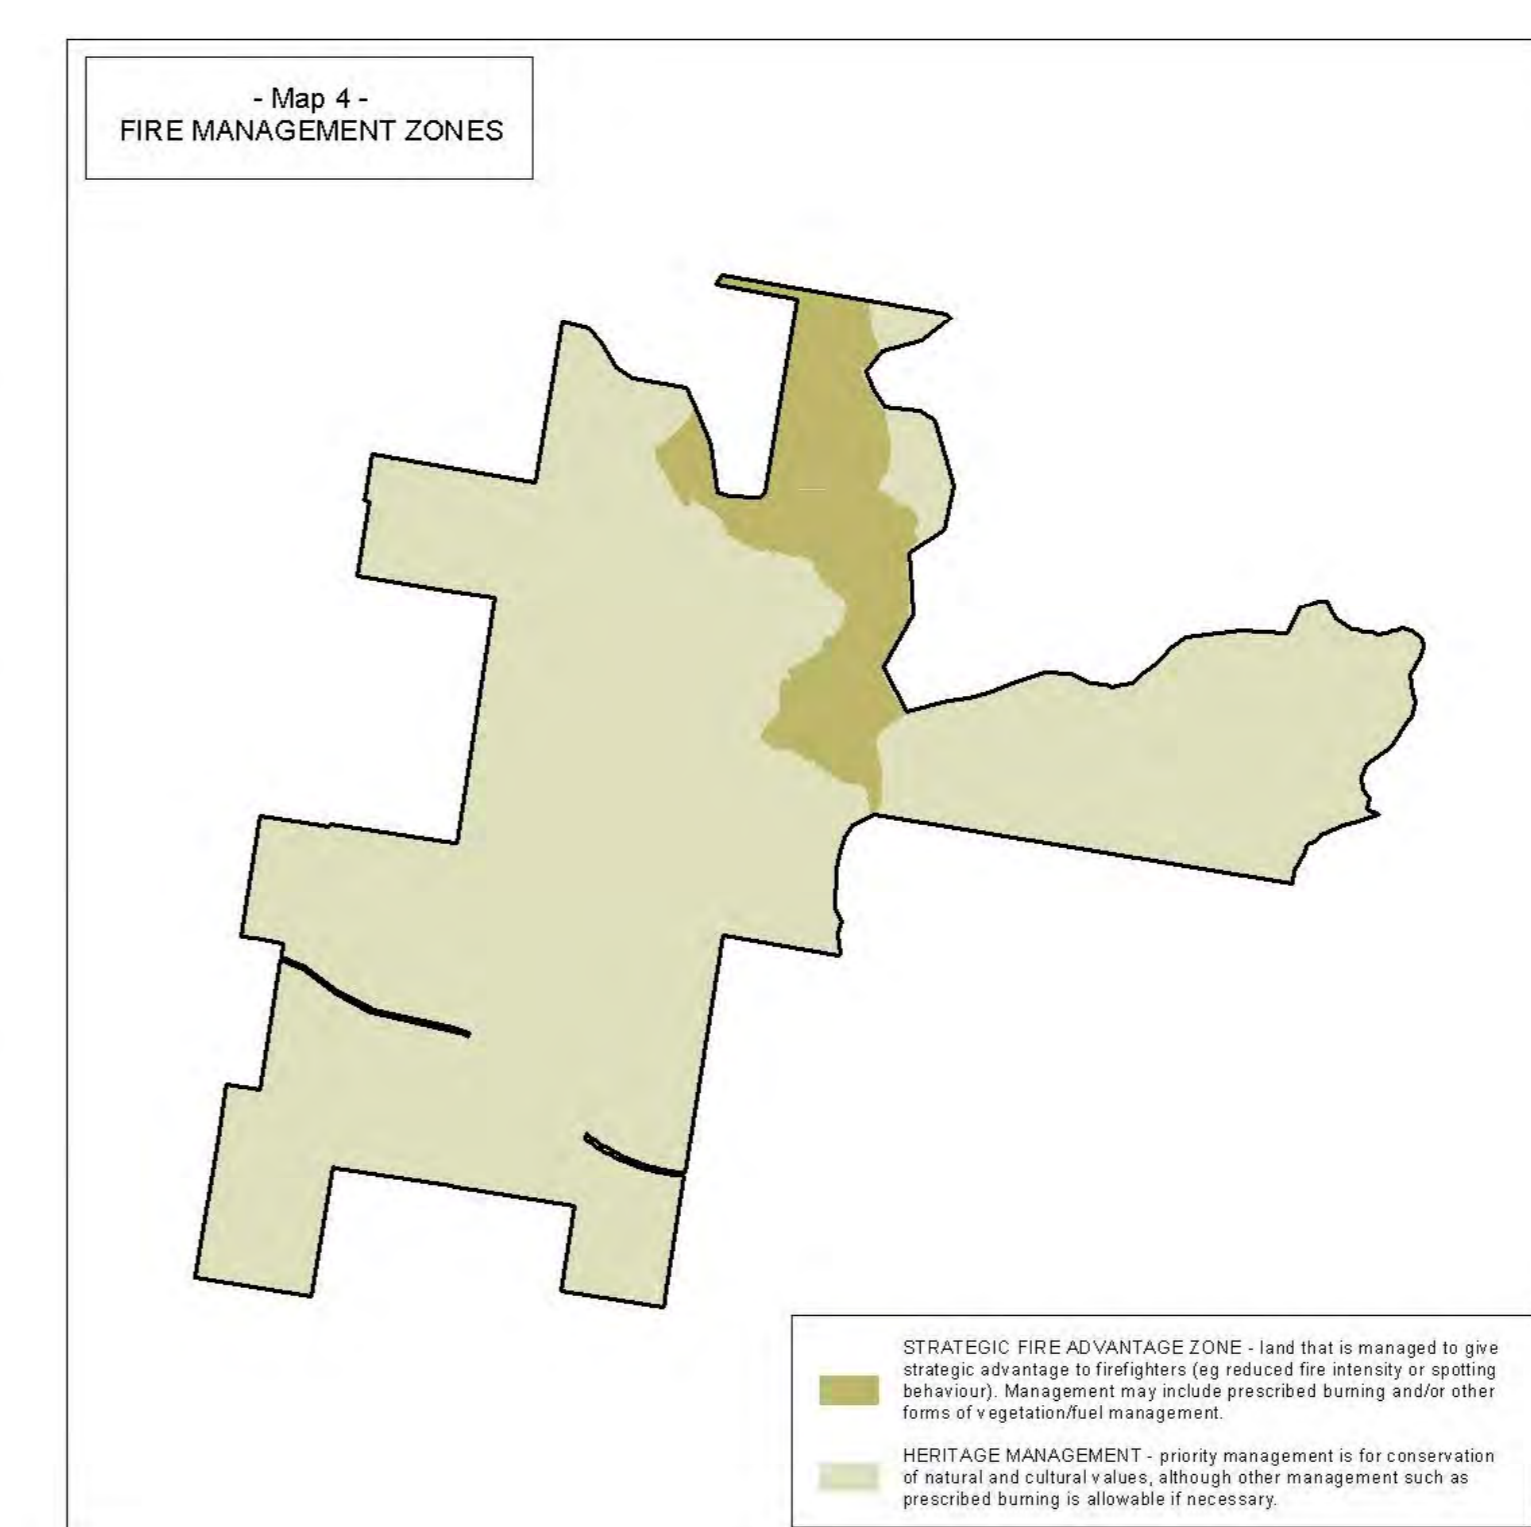 - Map 4 -
FIRE MANAGEMENT ZONES
STRATEGIC FIRE ADVANTAGE ZONE - land that is managed to give
strategic advantage to firefighters (eg reduced fire intensity or spotting
behaviour). Management may include prescribed burning and/or other
forms of vegetation/fuel management.
HERITAGE MANAGEMENT - priority management is for conservation
of natural and cultural values, although other management such as
prescribed burning is allowable if necessary.